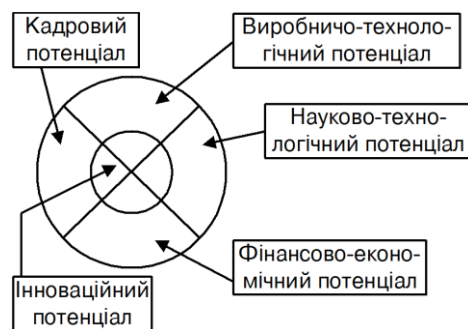 Кадровий
потенціал
Виробничо-техноло-
гічний потенціал
Науково-техно-
логічний потенціал
Фінансово-еконо-
мічний потенціал
Інноваційний
потенціал